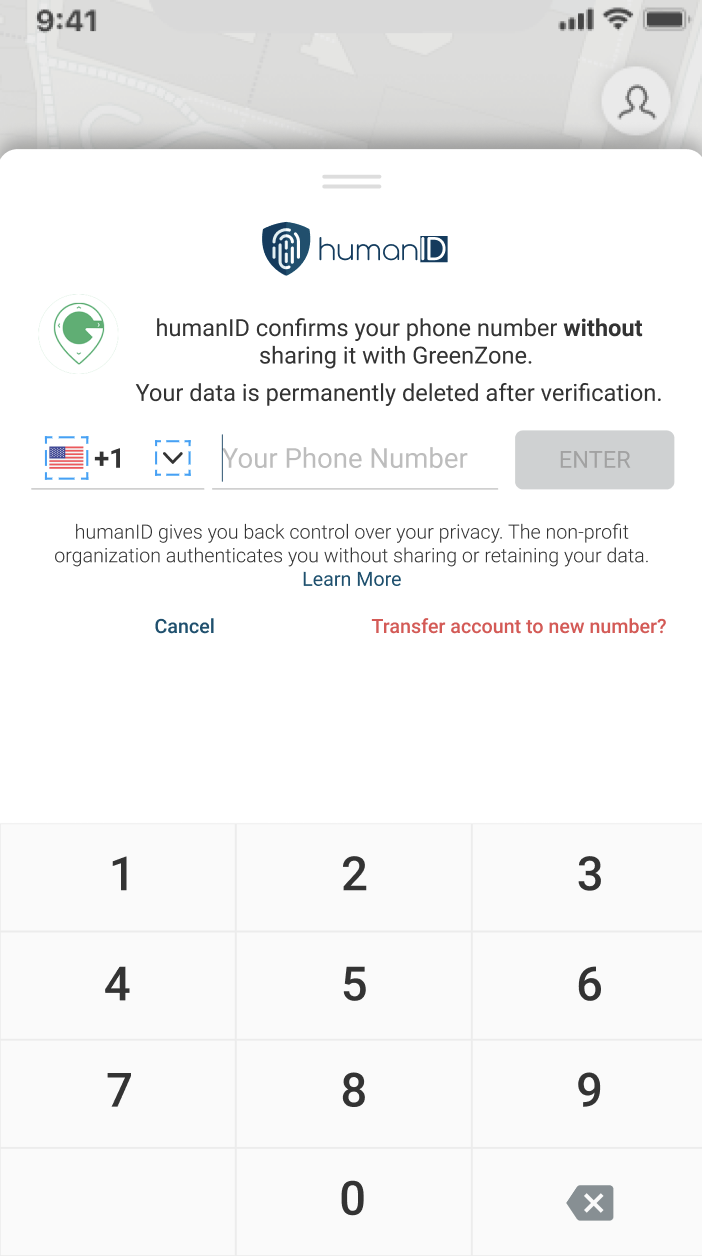 9:41
humanID
humanID confirms your phone number without
sharing it with GreenZone.
Your data is permanently deleted after verification.
+1
Your Phone Number
ENTER
humanID gives you back control over your privacy. The non-profit
organization authenticates you without sharing or retaining your data.
Learn More
Cancel
Transfer account to new number?
1 2 3
4 5 6
7 8 9
0